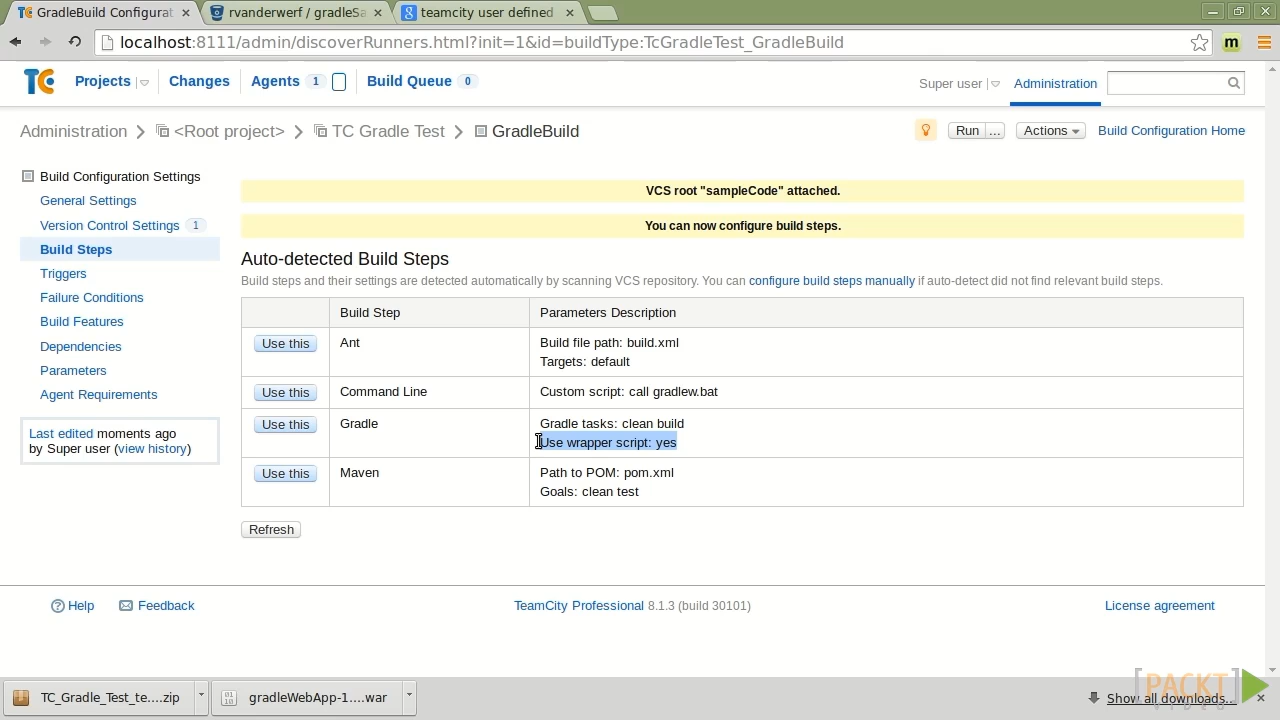 GradleBuild Configurat
rvanderwerf / gradleSa
teamcity user defined
localhost:8111/admin/discoverRunners.html?init=1&id=buildType:TcGradleTest_GradleBuild
m
TC
Projects
Changes
Agents 1
Build Queue 0
Super user
Administration
Administration
<Root project>
TC Gradle Test
GradleBuild
Run ...
Actions
Build Configuration Home
Build Configuration Settings
General Settings
Version Control Settings 1
Build Steps
Triggers
Failure Conditions
Build Features
Dependencies
Parameters
Agent Requirements
Last edited moments ago
by Super user (view history)
VCS root "sampleCode" attached.
You can now configure build steps.
Auto-detected Build Steps
Build steps and their settings are detected automatically by scanning VCS repository. You can configure build steps manually if auto-detect did not find relevant build steps.
Build Step Parameters Description
Use this Ant Build file path: build.xml
Targets: default
Use this Command Line Custom script: call gradlew.bat
Use this Gradle Gradle tasks: clean build
Use wrapper script: yes
Use this Maven Path to POM: pom.xml
Goals: clean test
Refresh
Help
Feedback
TeamCity Professional 8.1.3 (build 30101)
License agreement
TC_Gradle_Test_te....zip
gradleWebApp-1....war
Show all downloads...
PACKT